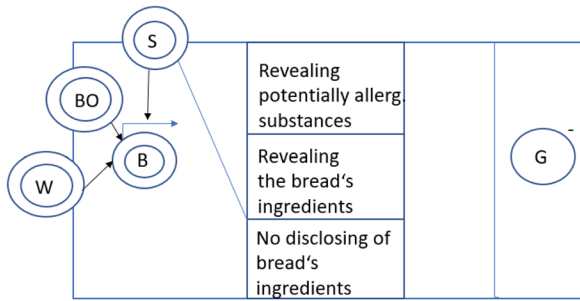 S
BO
B
W
Revealing
potentially allerg.
substances
Revealing
the bread‘s
ingredients
No disclosing of
bread‘s
ingredients
G
-